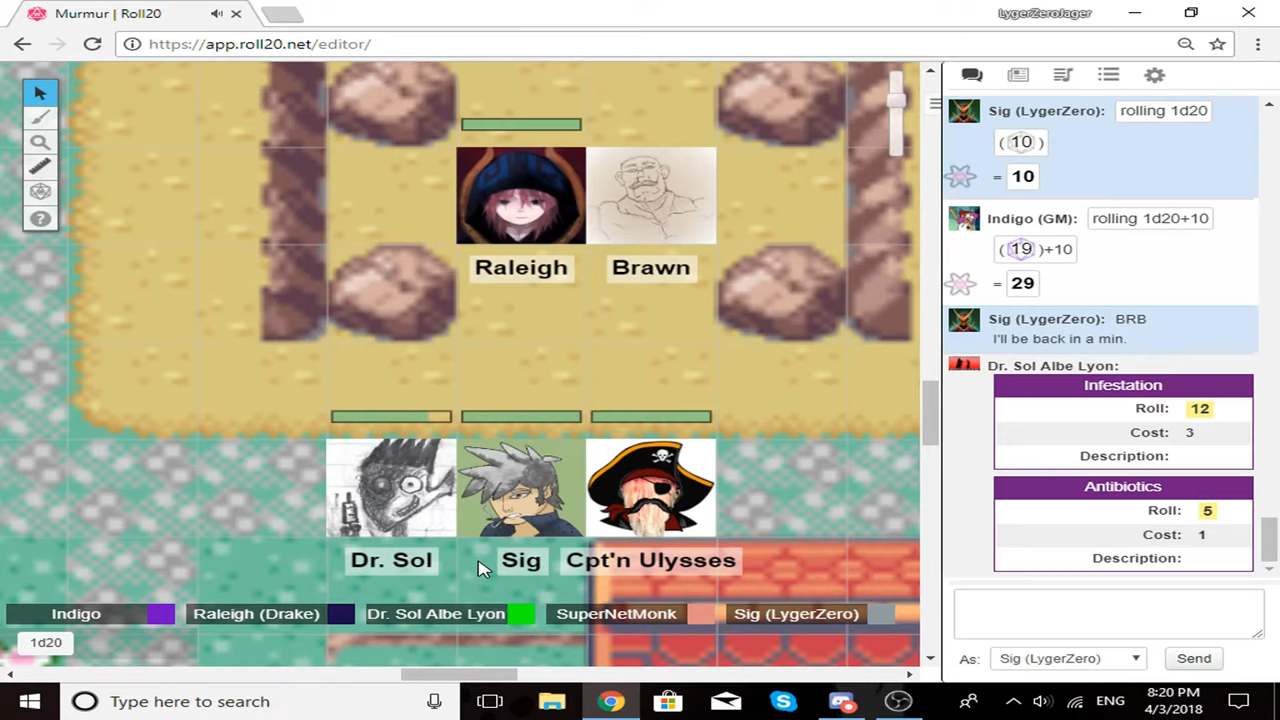 Murmur | Roll20
LygerZeroJager
https://app.roll20.net/editor/
Sig (LygerZero): rolling 1d20
(10)
= 10
Indigo (GM): rolling 1d20+10
(19)+10
= 29
Sig (LygerZero): BRB
I'll be back in a min.
Dr. Sol Albe Lyon:
Infestation
Roll: 12
Cost: 3
Description:
Antibiotics
Roll: 5
Cost: 1
Description:
Raleigh Brawn
Dr. Sol Sig Cpt'n Ulysses
Indigo Raleigh (Drake) Dr. Sol Albe Lyon SuperNetMonk Sig (LygerZero)
1d20
As: Sig (LygerZero) Send
Type here to search
ENG
8:20 PM
4/3/2018